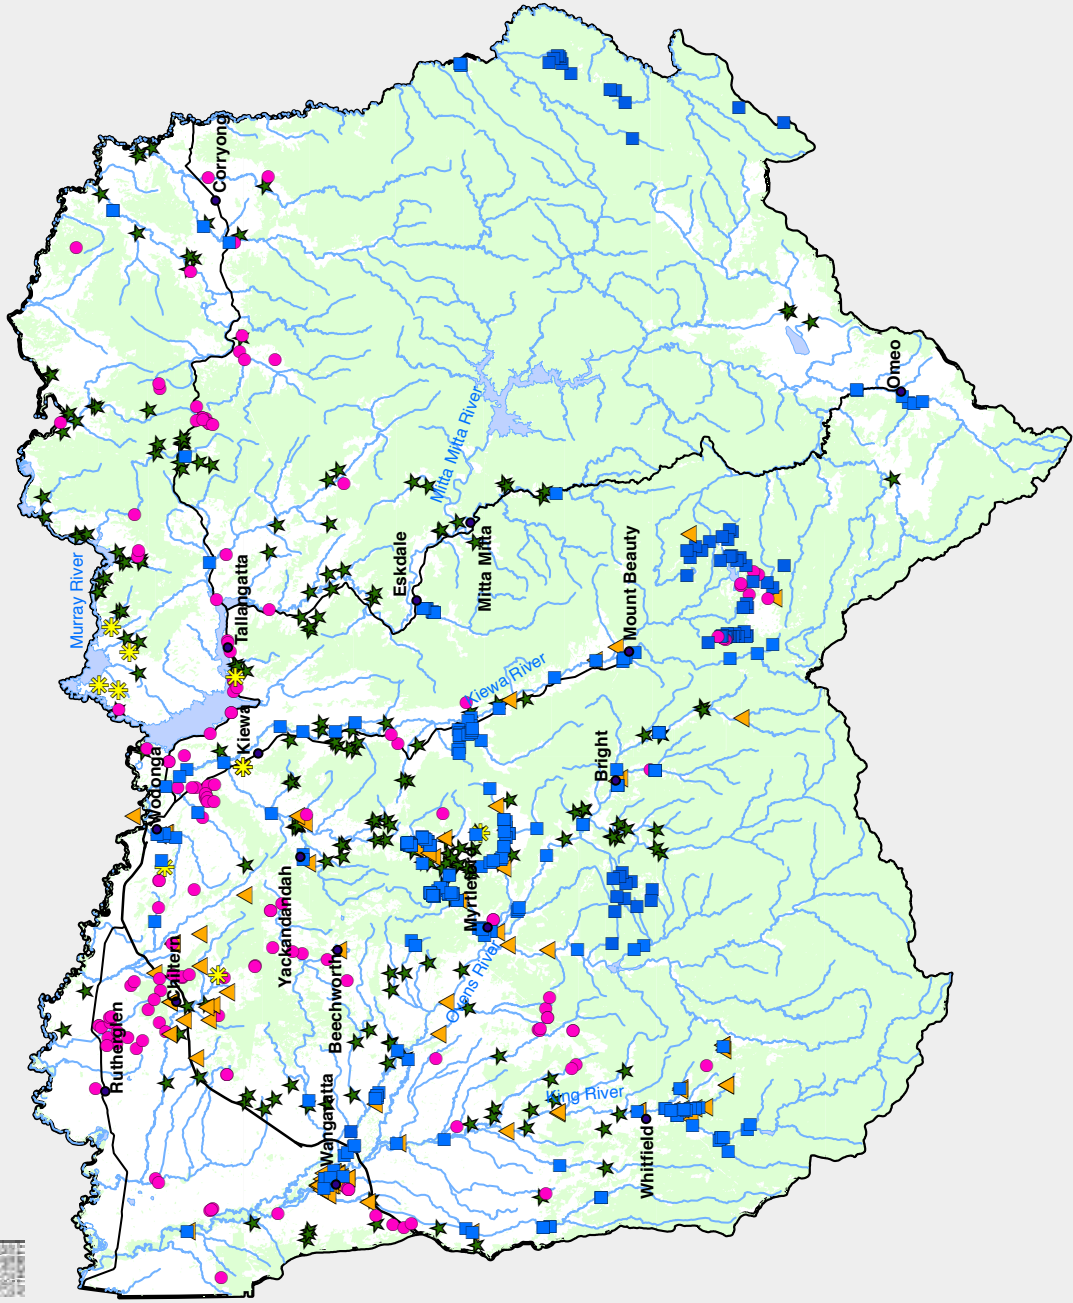 Corryong
Omeo
Mitta Mitta River
Mitta Mitta
Eskdale
Mount Beauty
Murray River
Tallangatta
Kiewa River
Kiewa
Wodonga
Bright
Yackandandah
Myrtleford
Beechworth
Chiltern
Rutherglen
Ovens River
Wangaratta
King River
Whitfield
AUTHORITY